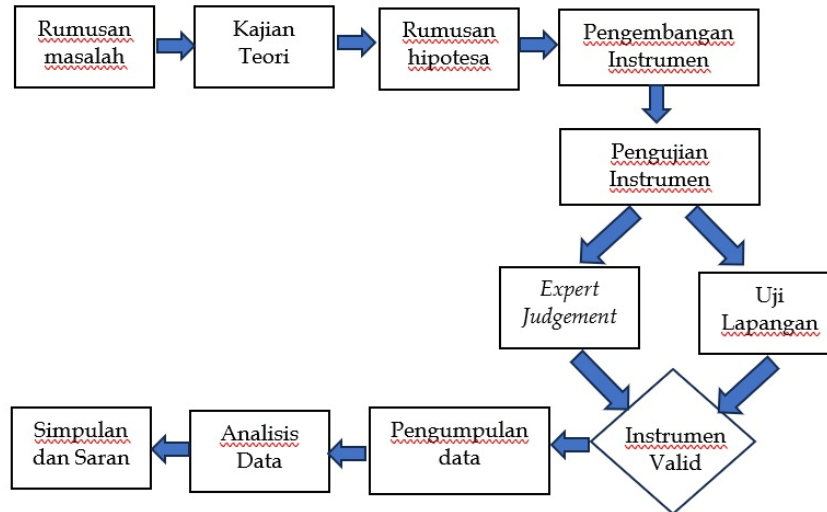 Rumusan
masalah
Kajian
Teori
Rumusan
hipotesa
Pengembangan
Instrumen
Pengujian
Instrumen
Expert
Judgement
Uji
Lapangan
Instrumen
Valid
Pengumpulan
data
Analisis
Data
Simpulan
dan Saran